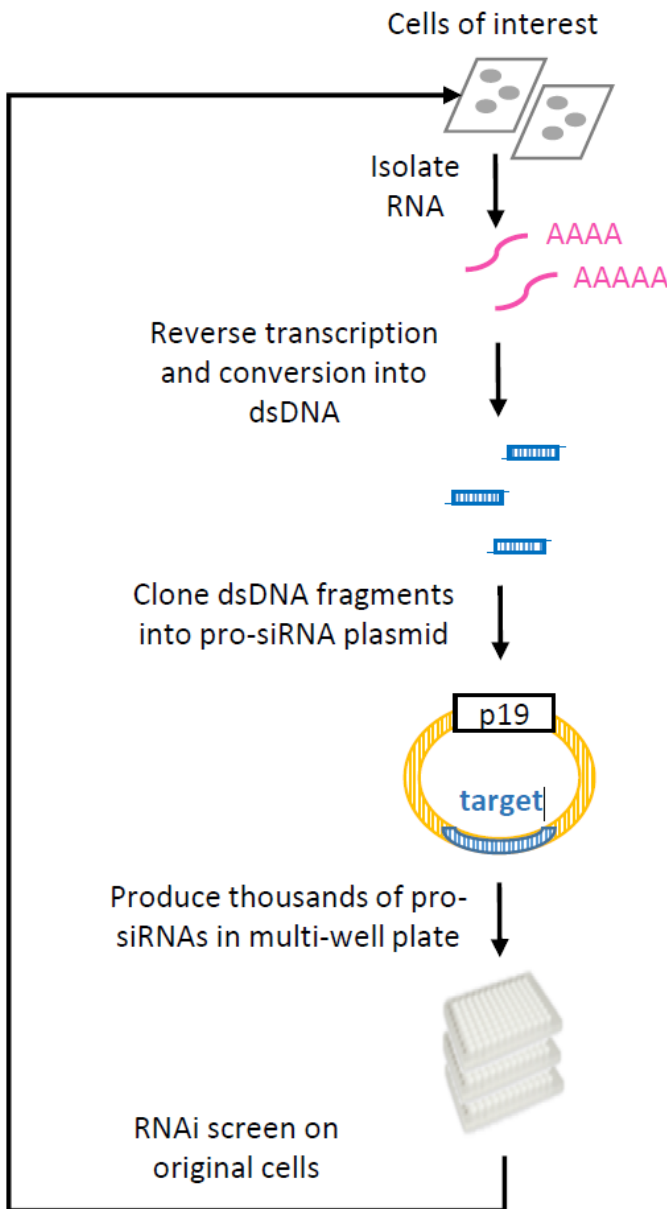 Cells of interest
Isolate
RNA
AAAA
AAAAA
Reverse transcription
and conversion into
dsDNA
Clone dsDNA fragments
into pro-siRNA plasmid
p19
target
Produce thousands of pro-
siRNAs in multi-well plate
RNAi screen on
original cells